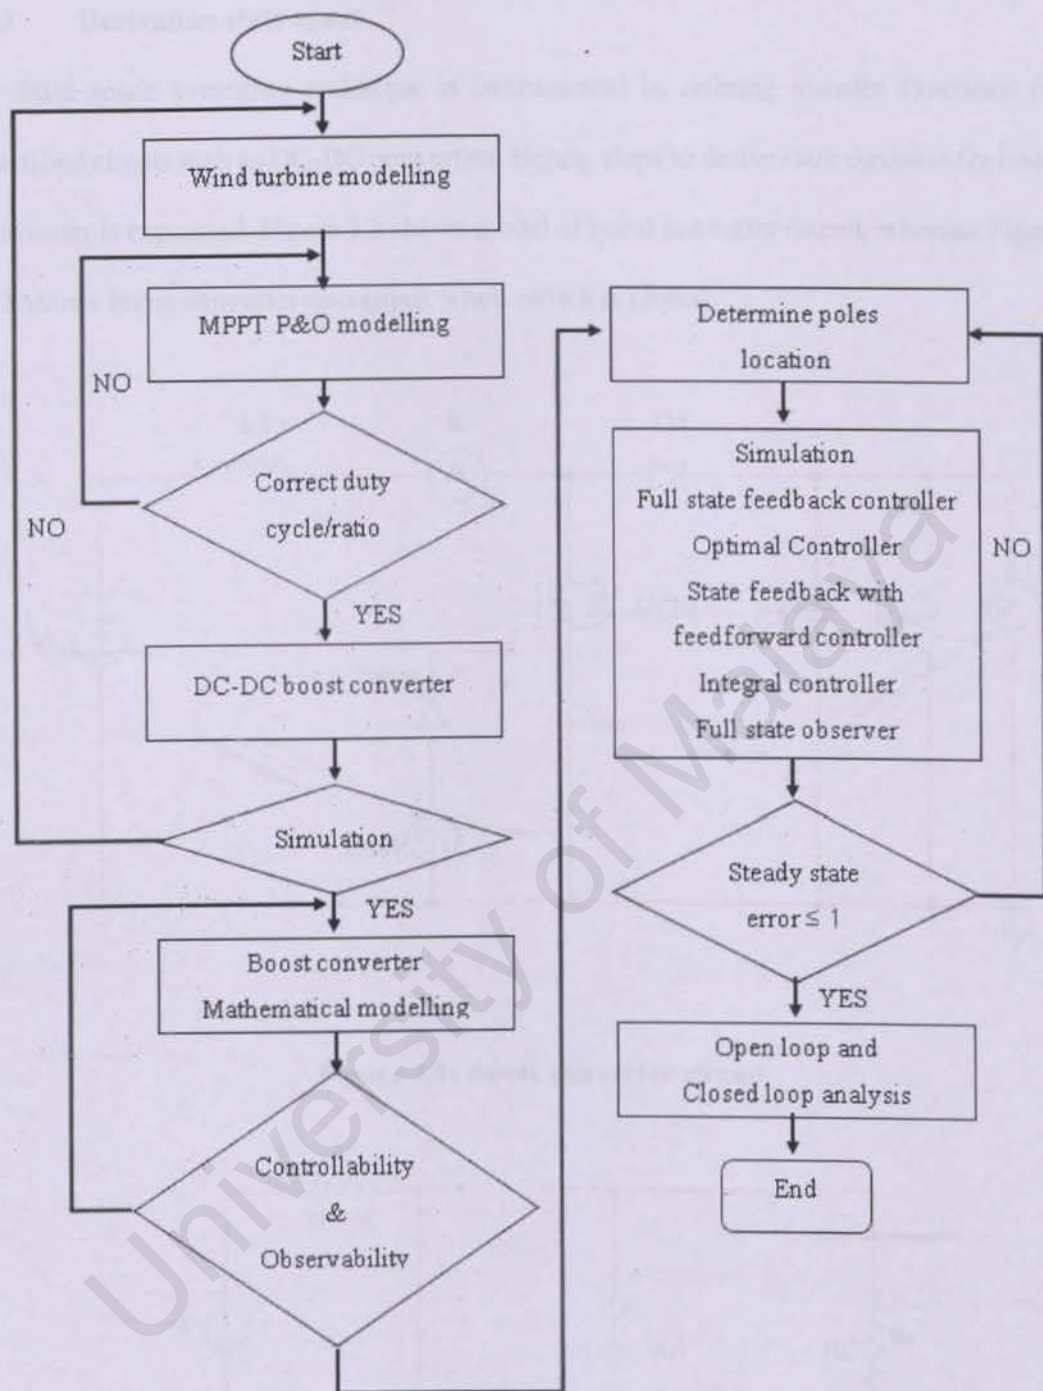 Start
Wind turbine modelling
MPPT P&O modelling
NO
Correct duty
cycle/ratio
NO
YES
DC-DC boost converter
Simulation
YES
Boost converter
Mathematical modelling
Controllability
&
Observability
Determine poles
location
Simulation
Full state feedback controller
Optimal Controller
State feedback with
feedforward controller
Integral controller
Full state observer
NO
Steady state
error ≤ 1
YES
Open loop and
Closed loop analysis
End
University of Malaya